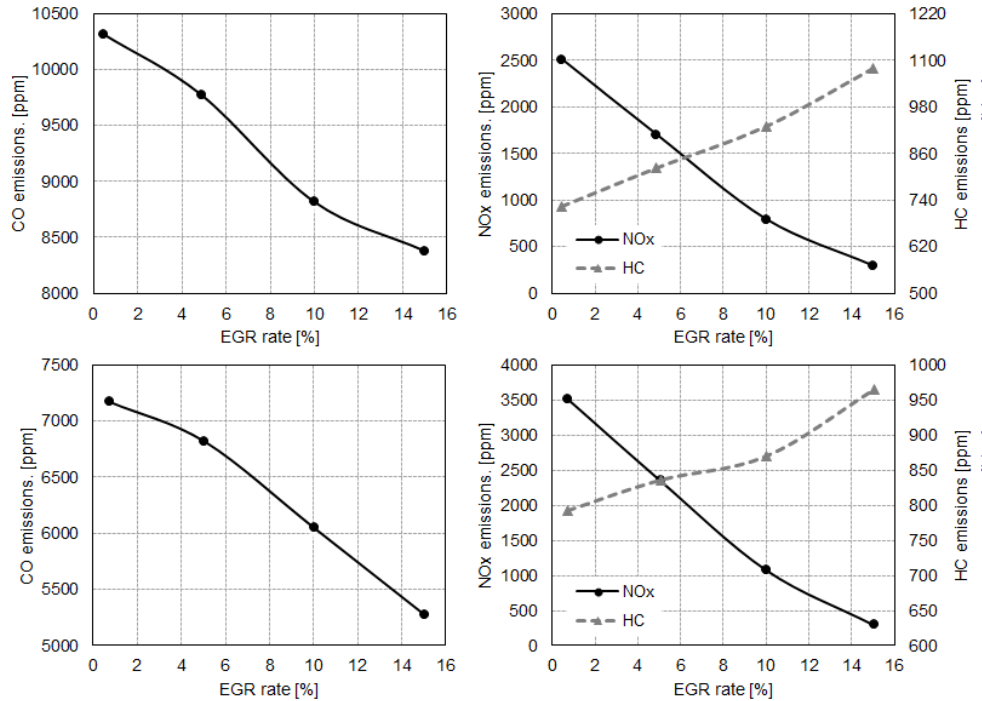 10500
10000
9500
9000
8500
8000
CO emissions. [ppm]
0 2 4 6 8 10 12 14 16
EGR rate [%]
3000
2500
2000
1500
1000
500
0
NOx emissions. [ppm]
NOx
HC
1220
1100
980
860
740
620
500
HC emissions [ppm]
0 2 4 6 8 10 12 14 16
EGR rate [%]
7500
7000
6500
6000
5500
5000
CO emissions. [ppm]
0 2 4 6 8 10 12 14 16
EGR rate [%]
4000
3500
3000
2500
2000
1500
1000
500
0
NOx emissions. [ppm]
NOx
HC
1000
950
900
850
800
750
700
650
600
HC emissions [ppm]
0 2 4 6 8 10 12 14 16
EGR rate [%]